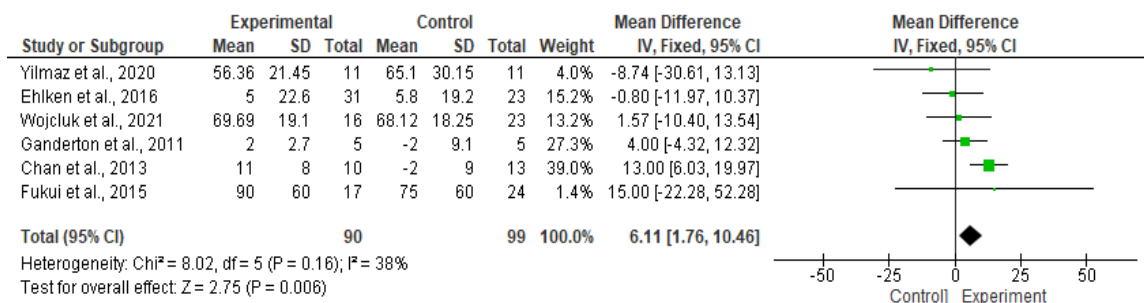 Experimental Control Mean Difference Mean Difference
Study or Subgroup Mean SD Total Mean SD Total Weight IV, Fixed, 95% CI IV, Fixed, 95% CI
Yilmaz et al., 2020 56.36 21.45 11 65.1 30.15 11 4.0% -8.74 [-30.61, 13.13]
Ehlken et al., 2016 5 22.6 31 5.8 19.2 23 15.2% -0.80 [-11.97, 10.37]
Wojcluk et al., 2021 69.69 19.1 16 68.12 18.25 23 13.2% 1.57 [-10.40, 13.54]
Ganderton et al., 2011 2 2.7 5 -2 9.1 5 27.3% 4.00 [-4.32, 12.32]
Chan et al., 2013 11 8 10 -2 9 13 39.0% 13.00 [6.03, 19.97]
Fukui et al., 2015 90 60 17 75 60 24 1.4% 15.00 [-22.28, 52.28]
Total (95% CI) 90 99 100.0% 6.11 [1.76, 10.46]
Heterogeneity: Chi² = 8.02, df = 5 (P = 0.16); I² = 38%
Test for overall effect: Z = 2.75 (P = 0.006)
-50 -25 0 25 50
Control] Experiment